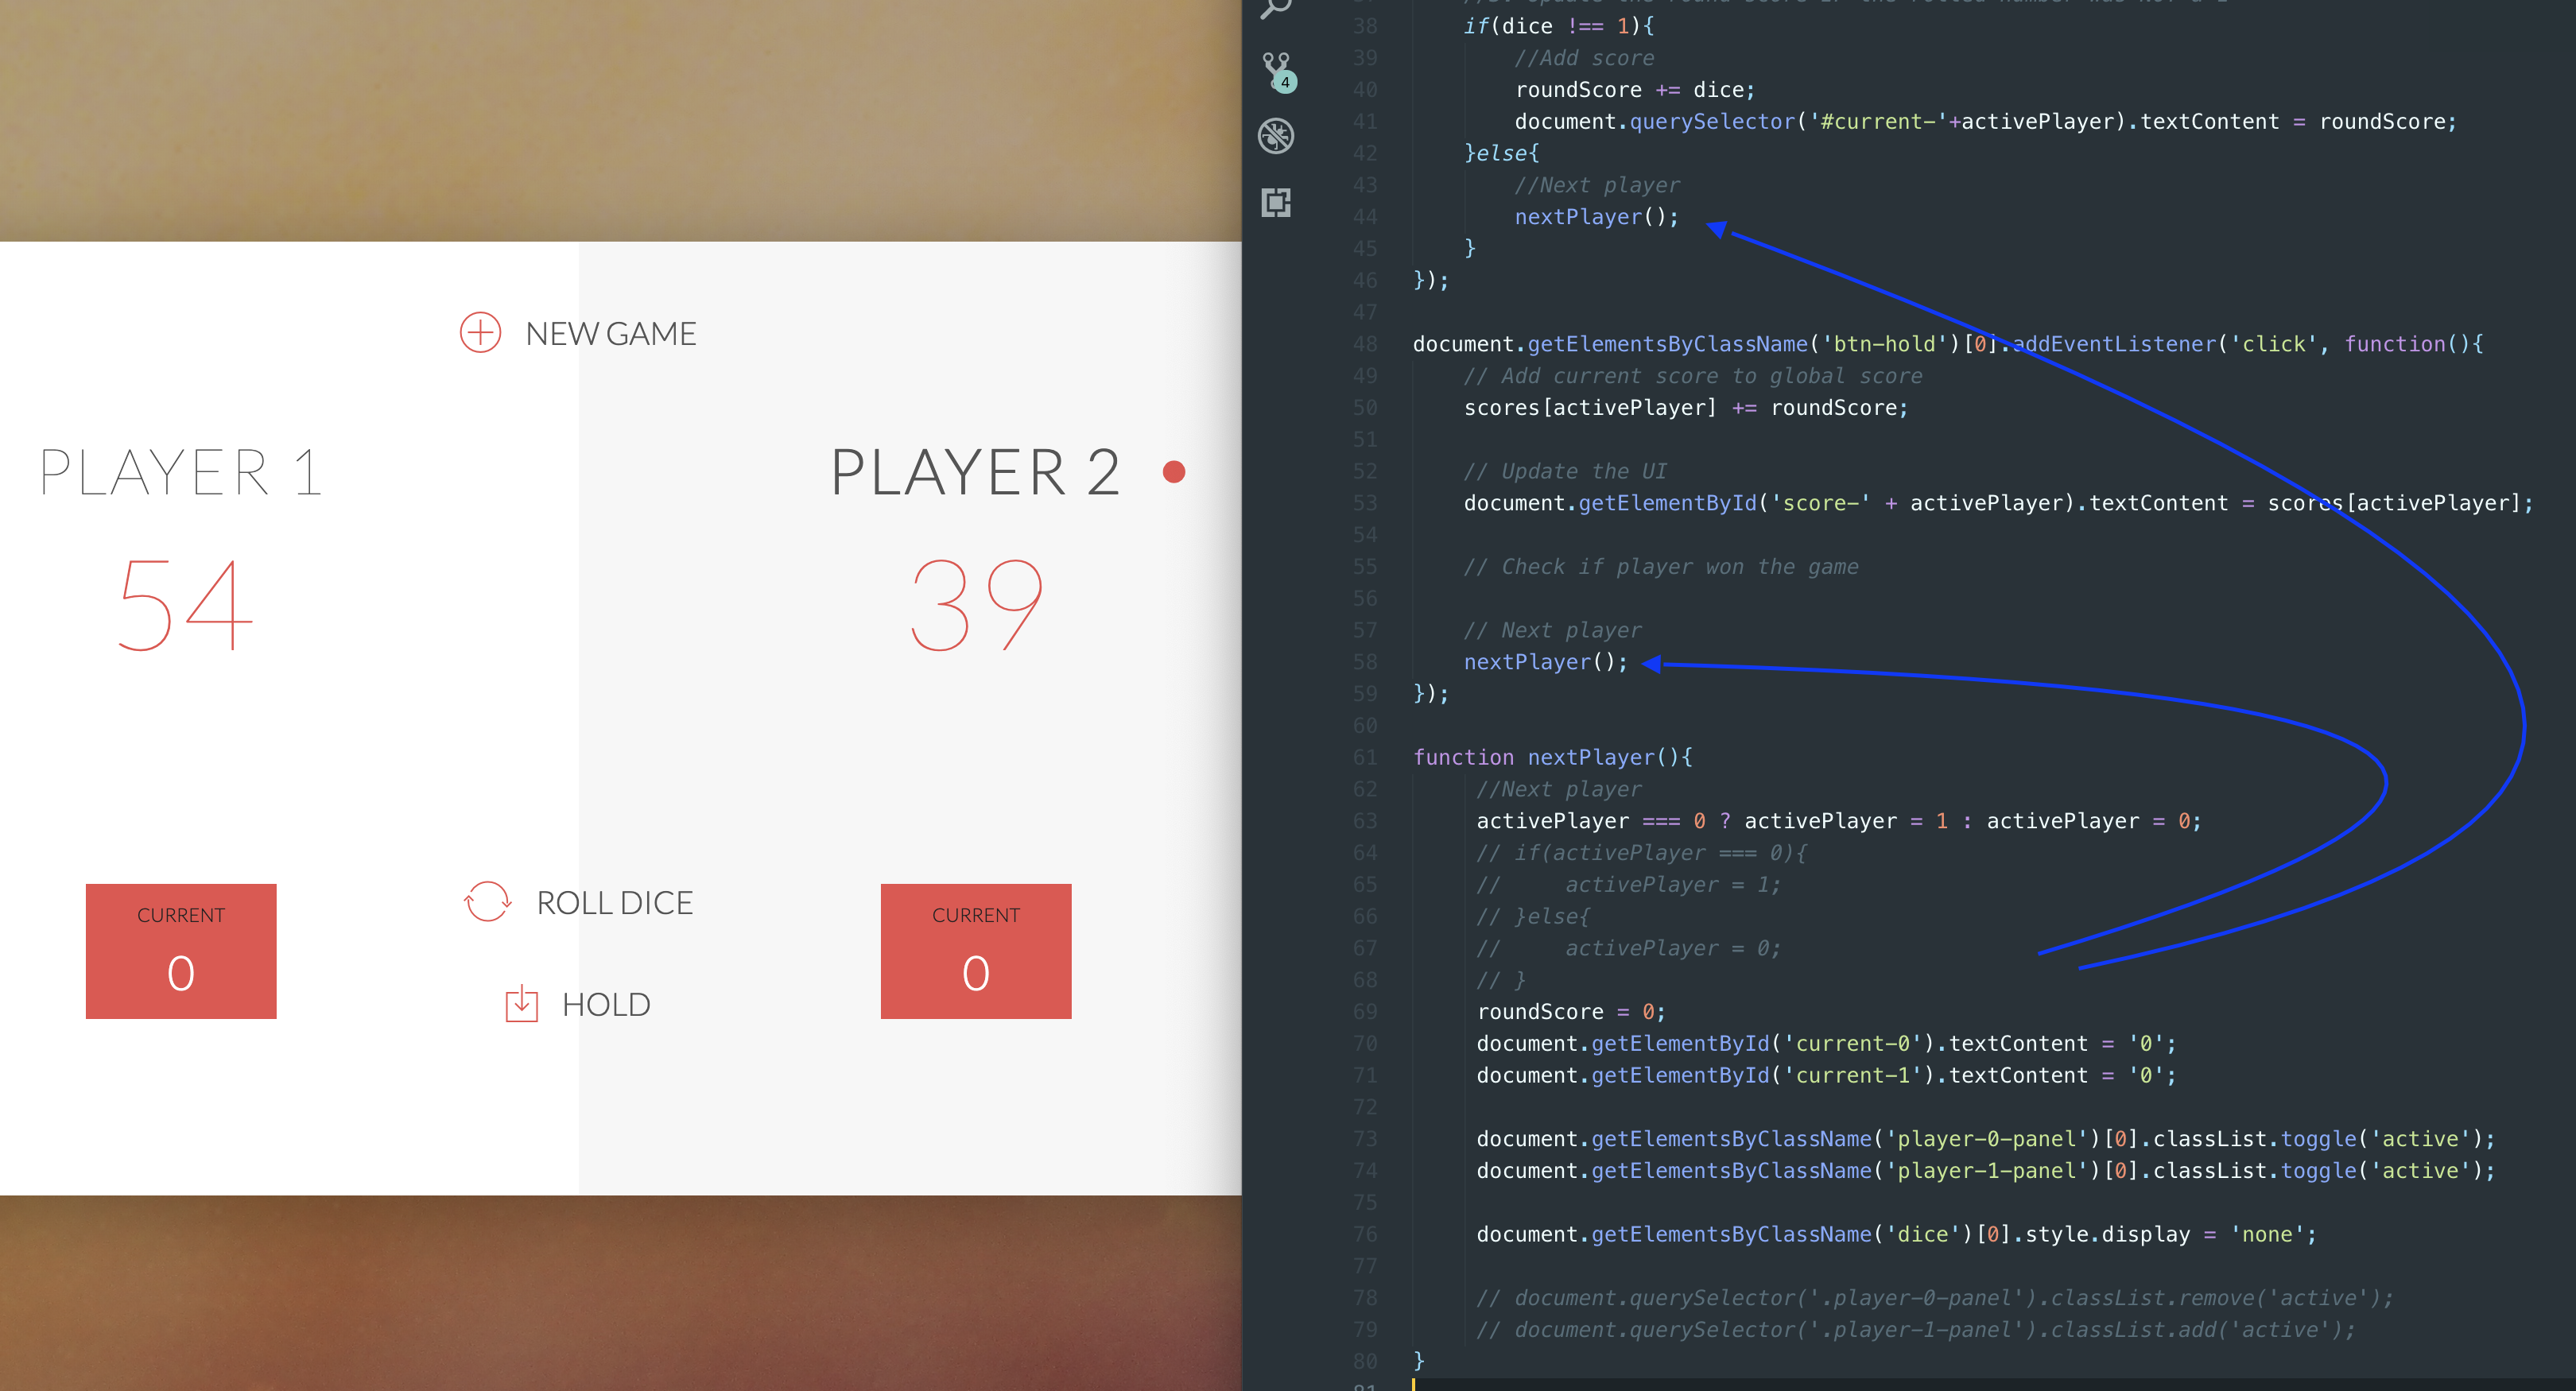 NEW GAME
PLAYER 1
54
CURRENT
0
PLAYER 2
39
CURRENT
0
ROLL DICE
HOLD
4
38 if(dice !== 1){
39 //Add score
40 roundScore += dice;
41 document.querySelector('#current-'+activePlayer).textContent = roundScore;
42 }else{
43 //Next player
44 nextPlayer();
45 }
46 });
47
48 document.getElementsByClassName('btn-hold')[0].addEventListener('click', function(){
49 // Add current score to global score
50 scores[activePlayer] += roundScore;
51
52 // Update the UI
53 document.getElementById('score-' + activePlayer).textContent = scores[activePlayer];
54
55 // Check if player won the game
56
57 // Next player
58 nextPlayer();
59 });
60
61 function nextPlayer(){
62 //Next player
63 activePlayer === 0 ? activePlayer = 1 : activePlayer = 0;
64 // if(activePlayer === 0){
65 //     activePlayer = 1;
66 // }else{
67 //     activePlayer = 0;
68 // }
69 roundScore = 0;
70 document.getElementById('current-0').textContent = '0';
71 document.getElementById('current-1').textContent = '0';
72
73 document.getElementsByClassName('player-0-panel')[0].classList.toggle('active');
74 document.getElementsByClassName('player-1-panel')[0].classList.toggle('active');
75
76 document.getElementsByClassName('dice')[0].style.display = 'none';
77
78 // document.querySelector('.player-0-panel').classList.remove('active');
79 // document.querySelector('.player-1-panel').classList.add('active');
80 }